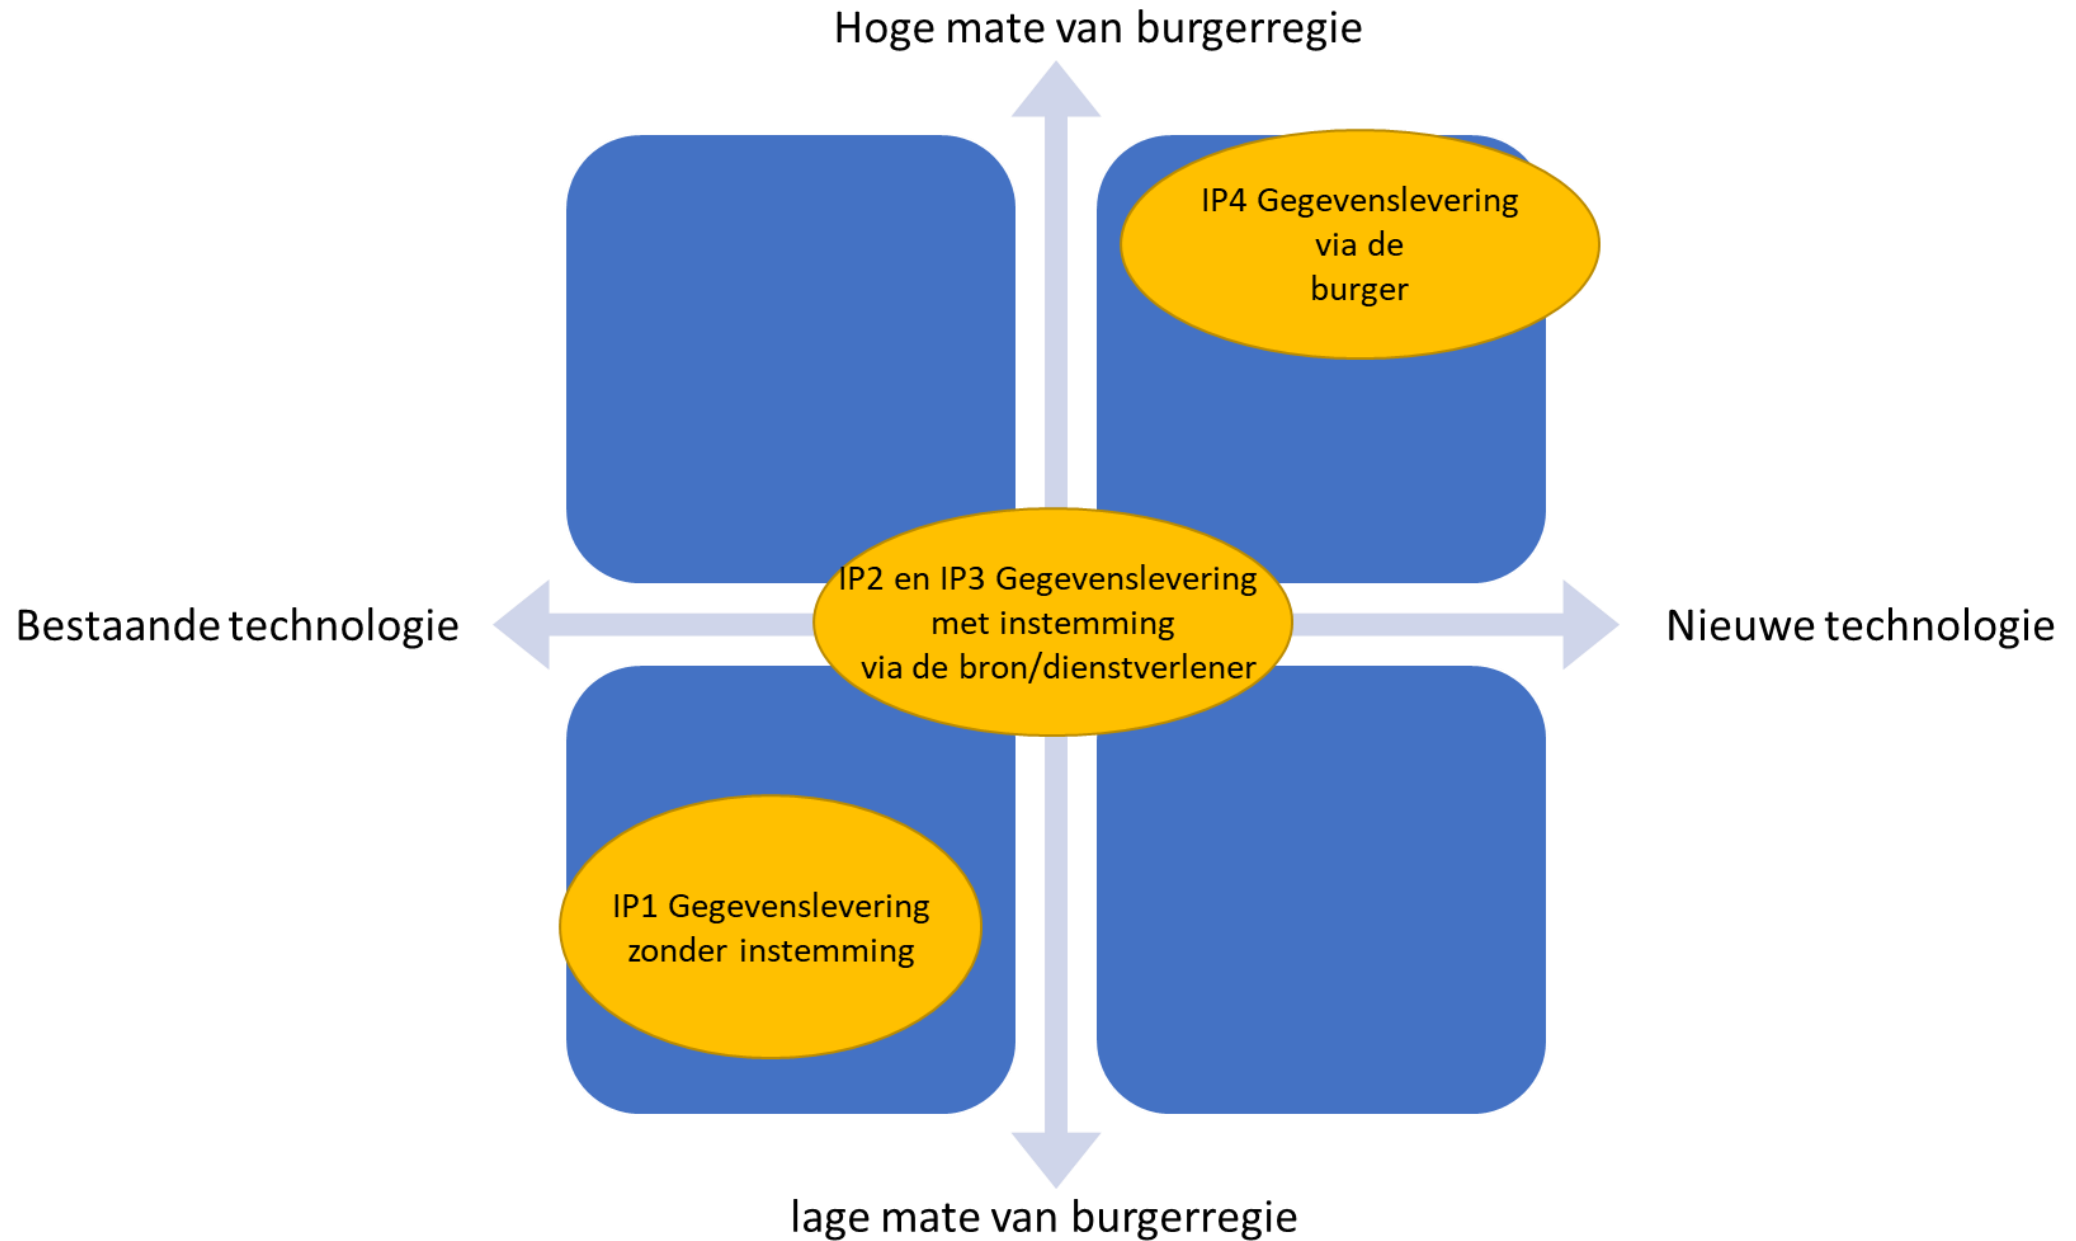 Hoge mate van burgerregie
IP4 Gegevenslevering
via de
burger
IP2 en IP3 Gegevenslevering
met instemming
via de bron/dienstverlener
Bestaande technologie
Nieuwe technologie
IP1 Gegevenslevering
zonder instemming
lage mate van burgerregie